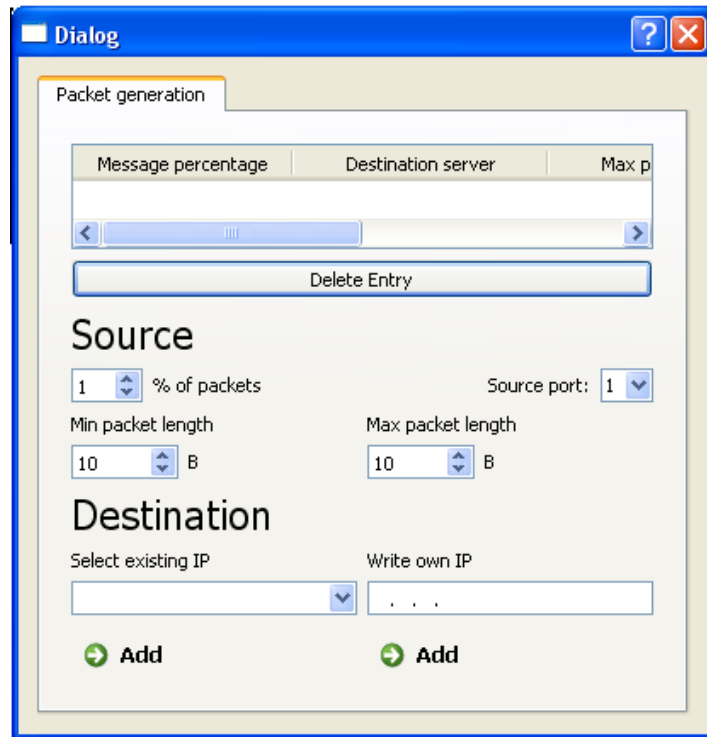 Dialog
Packet generation
Message percentage Destination server Max p
Delete Entry
Source
1 % of packets Source port: 1
Min packet length Max packet length
10 B 10 B
Destination
Select existing IP Write own IP
. . .
Add Add